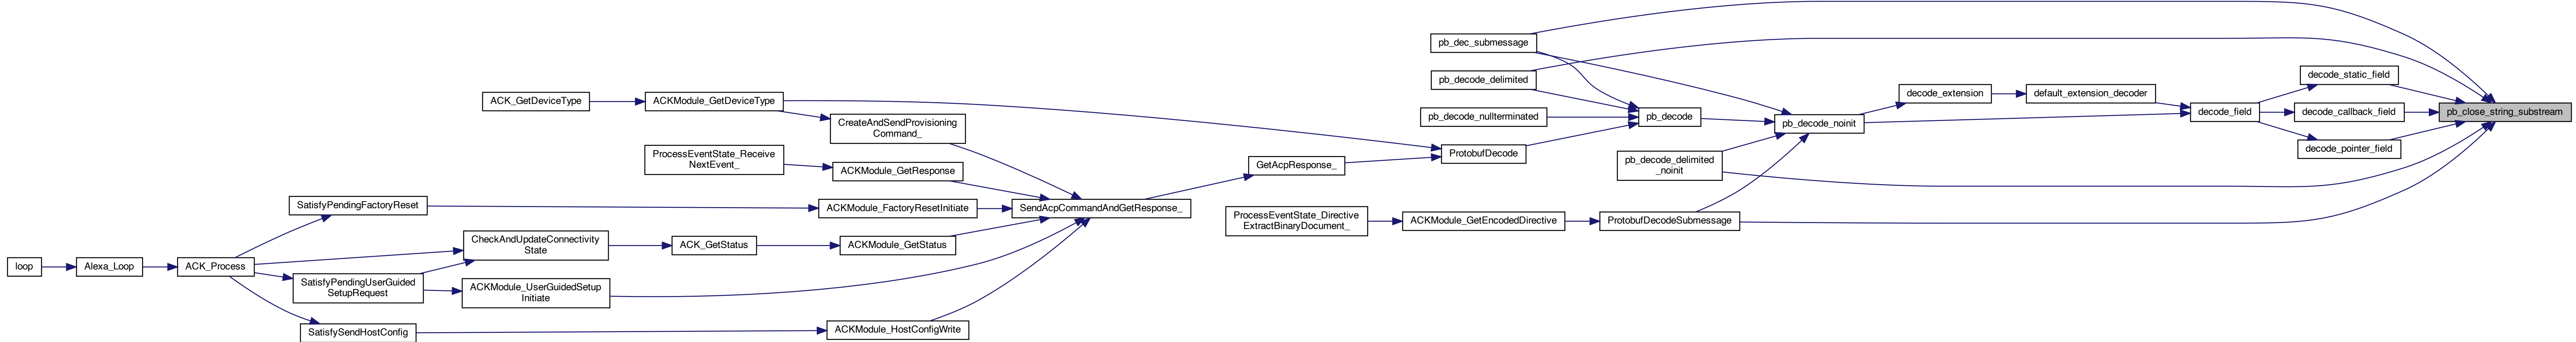 pb_dec_submessage
pb_decode_delimited
pb_decode_nullterminated
pb_decode
pb_decode_noinit
pb_decode_delimited
_noinit
decode_extension
default_extension_decoder
decode_field
decode_static_field
decode_callback_field
decode_pointer_field
pb_close_string_substream
ACK_GetDeviceType
ACKModule_GetDeviceType
CreateAndSendProvisioning
Command_
ProtobufDecode
GetAcpResponse_
ProcessEventState_Receive
NextEvent_
ACKModule_GetResponse
SatisfyPendingFactoryReset
ACKModule_FactoryResetInitiate
SendAcpCommandAndGetResponse_
ProcessEventState_Directive
ExtractBinaryDocument_
ACKModule_GetEncodedDirective
ProtobufDecodeSubmessage
CheckAndUpdateConnectivity
State
ACK_GetStatus
ACKModule_GetStatus
loop
Alexa_Loop
ACK_Process
SatisfyPendingUserGuided
SetupRequest
ACKModule_UserGuidedSetup
Initiate
SatisfySendHostConfig
ACKModule_HostConfigWrite